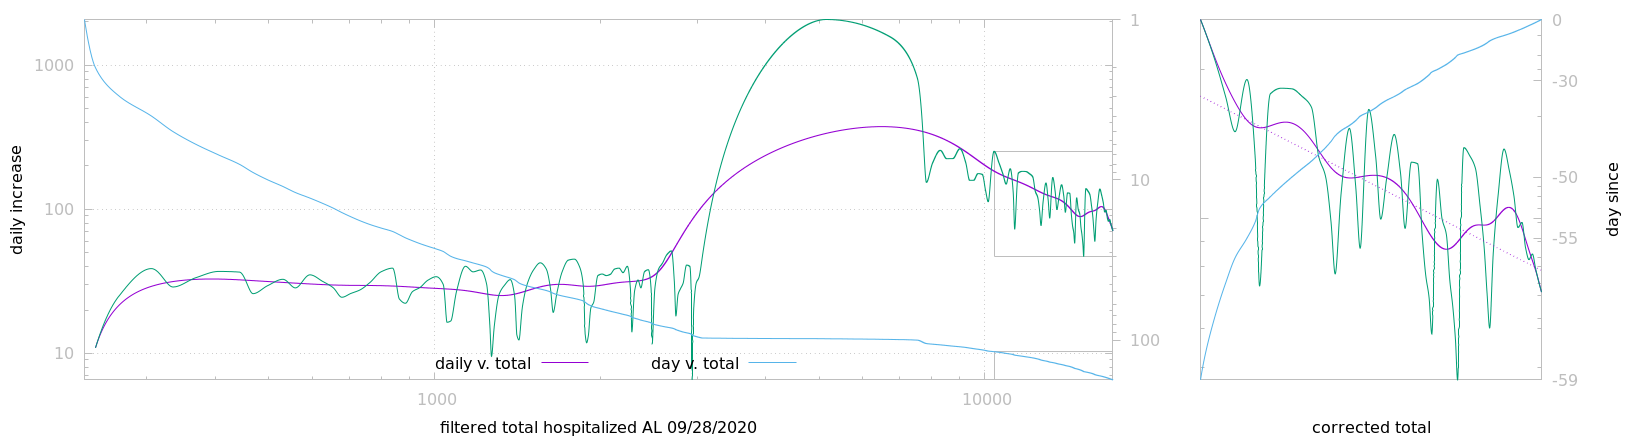 1000
100
10
daily increase
1
10
100
1000
10000
daily v. total
day v. total
filtered total hospitalized AL 09/28/2020
0
-30
-50
-55
-59
day since
corrected total